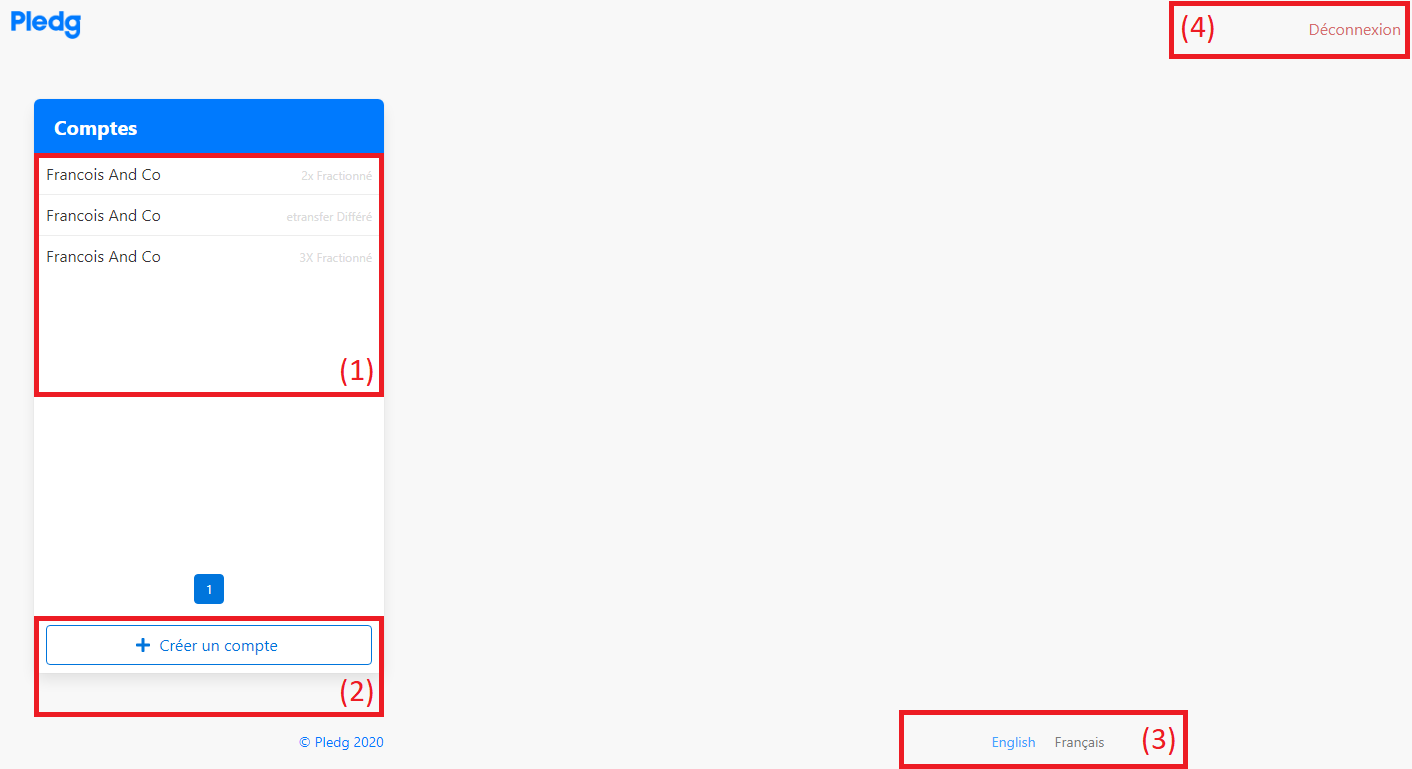 Pledg
(4) Déconnexion
Comptes
Francois And Co 2x Fractionné
Francois And Co etransfer Différé
Francois And Co 3X Fractionné
(1)
1
Créer un compte
(2)
© Pledg 2020
English Français (3)